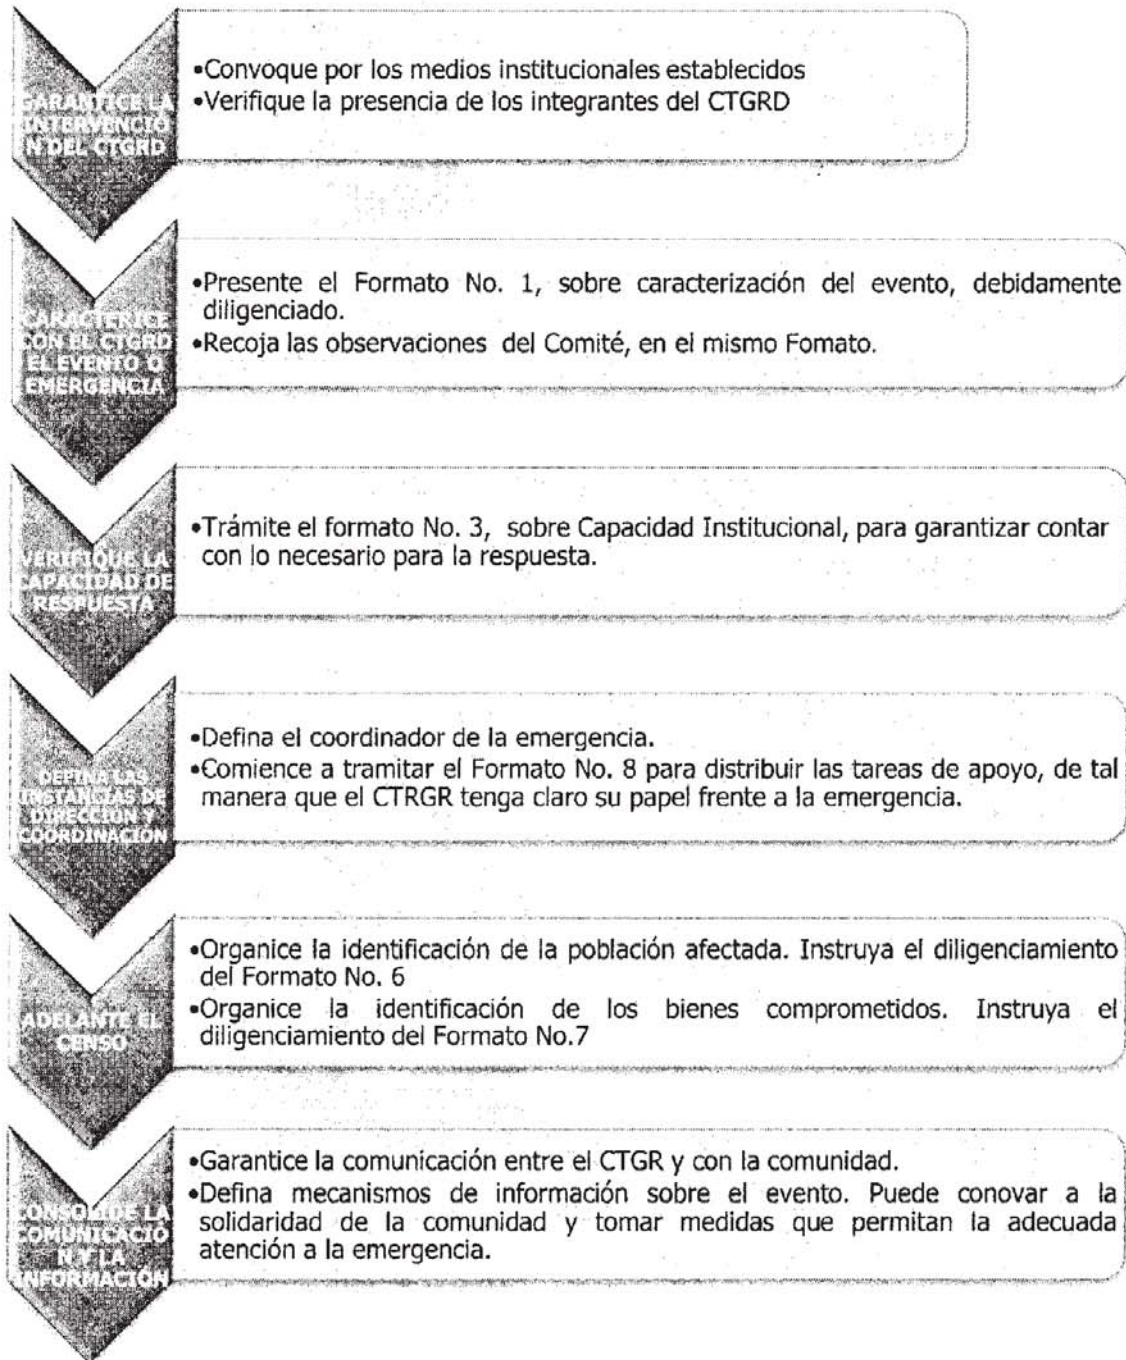 GARANTICE LA
INTERVENCIÓ
N DEL CTGRD
•Convoque por los medios institucionales establecidos
•Verifique la presencia de los integrantes del CTGRD
CARACTERICE
CON EL CTGRD
EL EVENTO O
EMERGENCIA
•Presente el Formato No. 1, sobre caracterización del evento, debidamente
diligenciado.
•Recoja las observaciones del Comité, en el mismo Fomato.
VERIFIQUE LA
CAPACIDAD DE
RESPUESTA
•Trámite el formato No. 3, sobre Capacidad Institucional, para garantizar contar
con lo necesario para la respuesta.
DEFINA LAS
INSTANCIAS DE
DIRECCIÓN Y
COORDINACIÓN
•Defina el coordinador de la emergencia.
•Comience a tramitar el Formato No. 8 para distribuir las tareas de apoyo, de tal
manera que el CTRGR tenga claro su papel frente a la emergencia.
ADELANTE EL
CENSO
•Organice la identificación de la población afectada. Instruya el diligenciamiento
del Formato No. 6
•Organice la identificación de los bienes comprometidos. Instruya el
diligenciamiento del Formato No.7
CONSOLIDE LA
COMUNICACIÓ
N Y LA
INFORMACIÓN
•Garantice la comunicación entre el CTGR y con la comunidad.
•Defina mecanismos de información sobre el evento. Puede conovar a la
solidaridad de la comunidad y tomar medidas que permitan la adecuada
atención a la emergencia.